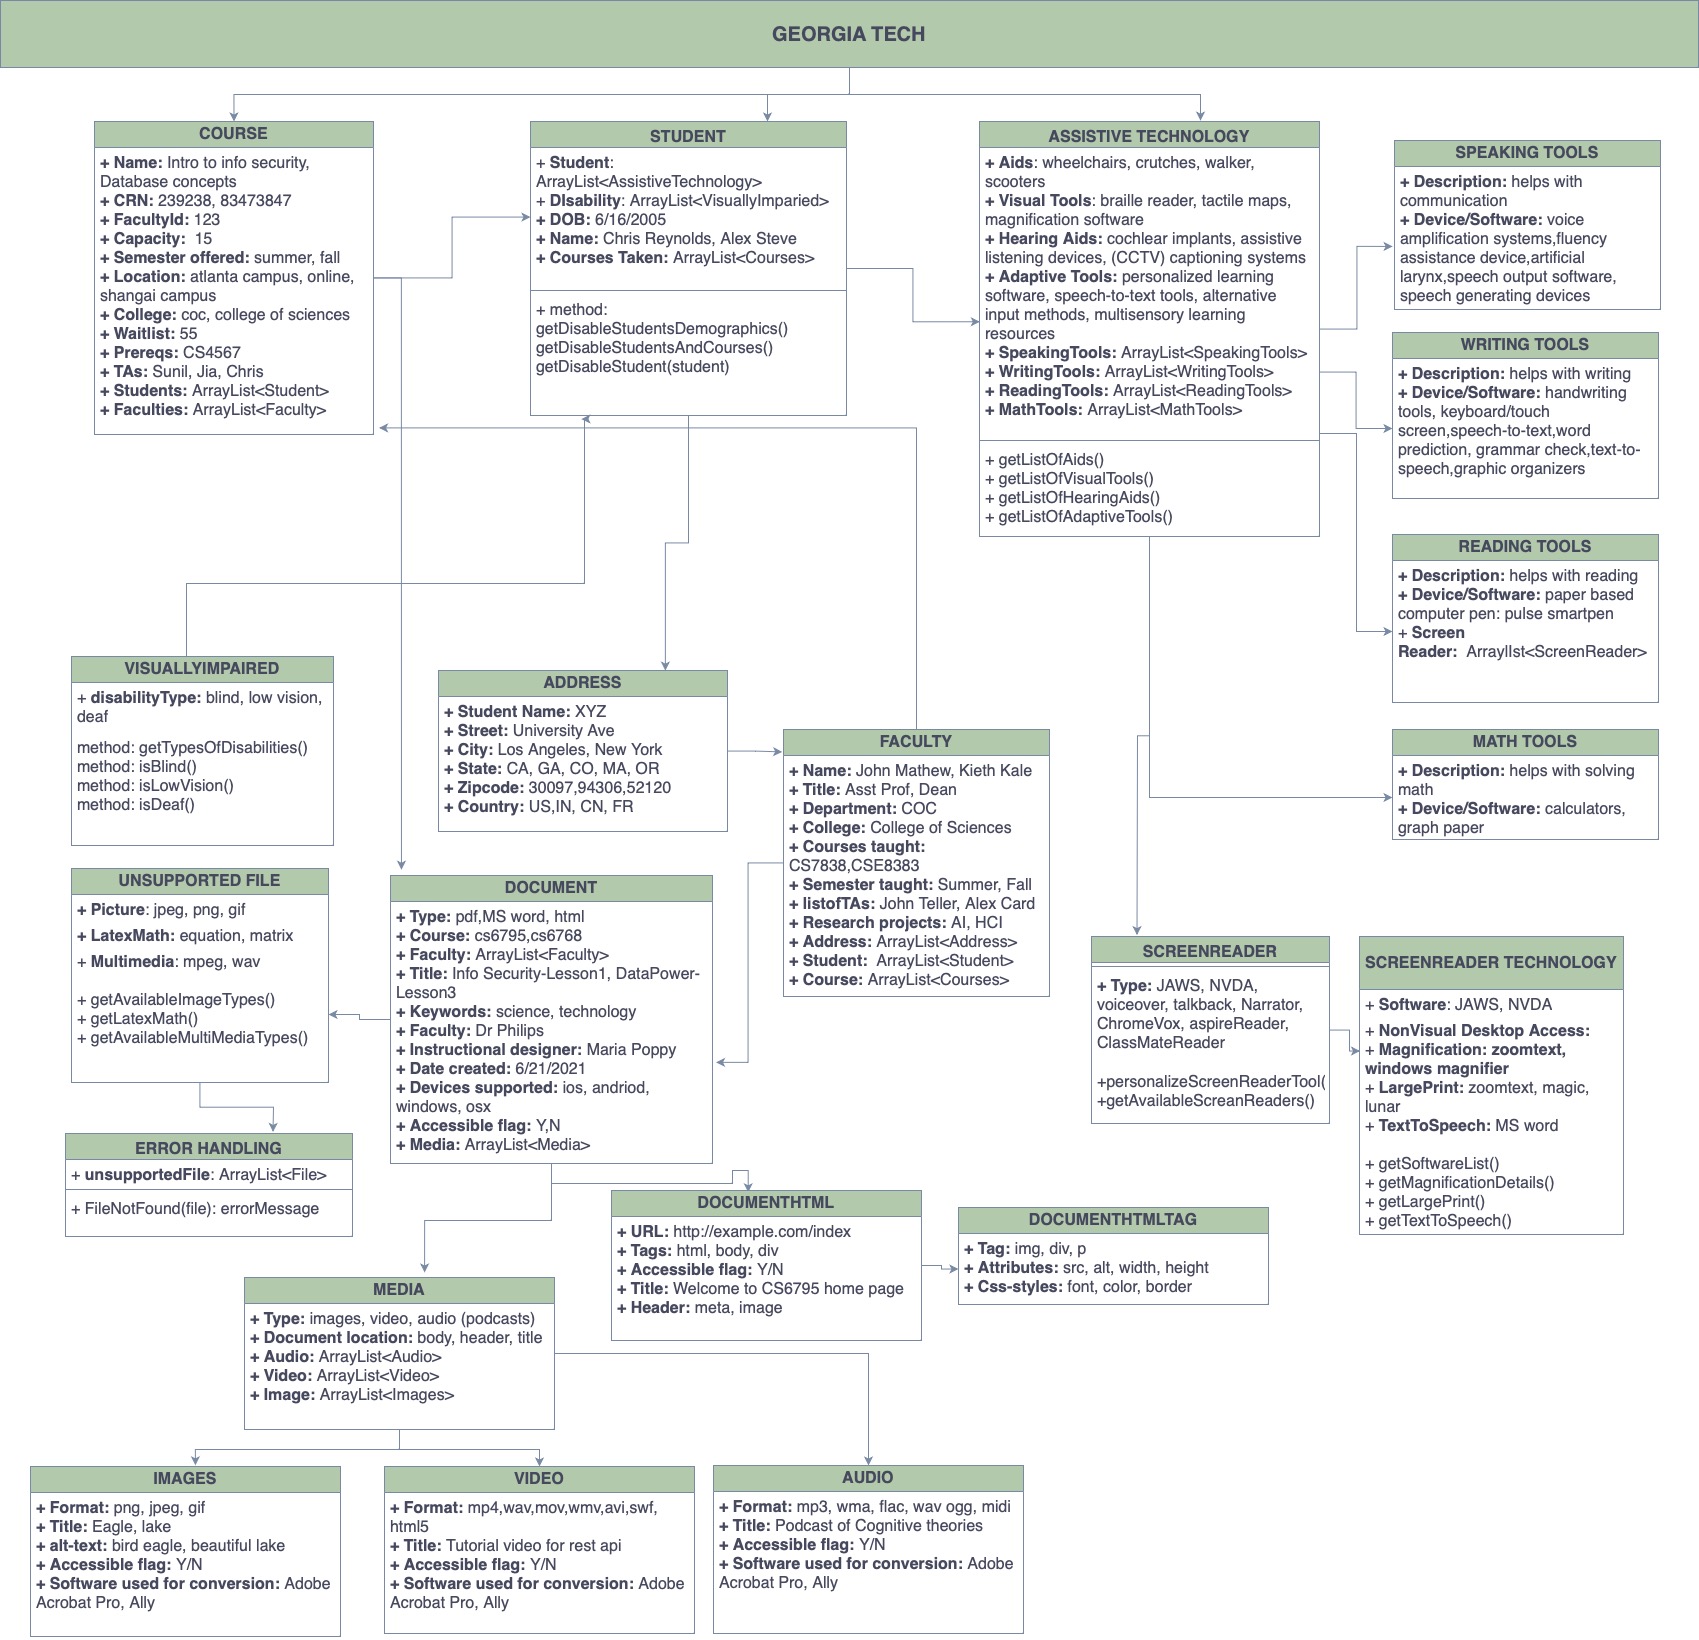 GEORGIA TECH
COURSE
+ Name: Intro to info security,
Database concepts
+ CRN: 239238, 83473847
+ FacultyId: 123
+ Capacity: 15
+ Semester offered: summer, fall
+ Location: atlanta campus, online,
shangai campus
+ College: coc, college of sciences
+ Waitlist: 55
+ Prereqs: CS4567
+ TAs: Sunil, Jia, Chris
+ Students: ArrayList<Student>
+ Faculties: ArrayList<Faculty>
STUDENT
+ Student:
ArrayList<AssistiveTechnology>
+ DIsability: ArrayList<VisuallyImparied>
+ DOB: 6/16/2005
+ Name: Chris Reynolds, Alex Steve
+ Courses Taken: ArrayList<Courses>
+ method:
getDisableStudentsDemographics()
getDisableStudentsAndCourses()
getDisableStudent(student)
ASSISTIVE TECHNOLOGY
+ Aids: wheelchairs, crutches, walker,
scooters
+ Visual Tools: braille reader, tactile maps,
magnification software
+ Hearing Aids: cochlear implants, assistive
listening devices, (CCTV) captioning systems
+ Adaptive Tools: personalized learning
software, speech-to-text tools, alternative
input methods, multisensory learning
resources
+ SpeakingTools: ArrayList<SpeakingTools>
+ WritingTools: ArrayList<WritingTools>
+ ReadingTools: ArrayList<ReadingTools>
+ MathTools: ArrayList<MathTools>
+ getListOfAids()
+ getListOfVisualTools()
+ getListOfHearingAids()
+ getListOfAdaptiveTools()
SPEAKING TOOLS
+ Description: helps with
communication
+ Device/Software: voice
amplification systems,fluency
assistance device,artificial
larynx,speech output software,
speech generating devices
WRITING TOOLS
+ Description: helps with writing
+ Device/Software: handwriting
tools, keyboard/touch
screen,speech-to-text,word
prediction, grammar check,text-to-
speech,graphic organizers
READING TOOLS
+ Description: helps with reading
+ Device/Software: paper based
computer pen: pulse smartpen
+ Screen
Reader: ArraylIst<ScreenReader>
MATH TOOLS
+ Description: helps with solving
math
+ Device/Software: calculators,
graph paper
VISUALLYIMPAIRED
+ disabilityType: blind, low vision,
deaf
method: getTypesOfDisabilities()
method: isBlind()
method: isLowVision()
method: isDeaf()
ADDRESS
+ Student Name: XYZ
+ Street: University Ave
+ City: Los Angeles, New York
+ State: CA, GA, CO, MA, OR
+ Zipcode: 30097,94306,52120
+ Country: US,IN, CN, FR
FACULTY
+ Name: John Mathew, Kieth Kale
+ Title: Asst Prof, Dean
+ Department: COC
+ College: College of Sciences
+ Courses taught:
CS7838,CSE8383
+ Semester taught: Summer, Fall
+ listofTAs: John Teller, Alex Card
+ Research projects: AI, HCI
+ Address: ArrayList<Address>
+ Student: ArrayList<Student>
+ Course: ArrayList<Courses>
UNSUPPORTED FILE
+ Picture: jpeg, png, gif
+ LatexMath: equation, matrix
+ Multimedia: mpeg, wav
+ getAvailableImageTypes()
+ getLatexMath()
+ getAvailableMultiMediaTypes()
DOCUMENT
+ Type: pdf,MS word, html
+ Course: cs6795,cs6768
+ Faculty: ArrayList<Faculty>
+ Title: Info Security-Lesson1, DataPower-
Lesson3
+ Keywords: science, technology
+ Faculty: Dr Philips
+ Instructional designer: Maria Poppy
+ Date created: 6/21/2021
+ Devices supported: ios, andriod,
windows, osx
+ Accessible flag: Y,N
+ Media: ArrayList<Media>
SCREENREADER
+ Type: JAWS, NVDA,
voiceover, talkback, Narrator,
ChromeVox, aspireReader,
ClassMateReader
+personalizeScreenReaderTool(
+getAvailableScreanReaders()
SCREENREADER TECHNOLOGY
+ Software: JAWS, NVDA
+ NonVisual Desktop Access:
+ Magnification: zoomtext,
windows magnifier
+ LargePrint: zoomtext, magic,
lunar
+ TextToSpeech: MS word
+ getSoftwareList()
+ getMagnificationDetails()
+ getLargePrint()
+ getTextToSpeech()
ERROR HANDLING
+ unsupportedFile: ArrayList<File>
+ FileNotFound(file): errorMessage
DOCUMENTHTML
+ URL: http://example.com/index
+ Tags: html, body, div
+ Accessible flag: Y/N
+ Title: Welcome to CS6795 home page
+ Header: meta, image
DOCUMENTHTMLTAG
+ Tag: img, div, p
+ Attributes: src, alt, width, height
+ Css-styles: font, color, border
MEDIA
+ Type: images, video, audio (podcasts)
+ Document location: body, header, title
+ Audio: ArrayList<Audio>
+ Video: ArrayList<Video>
+ Image: ArrayList<Images>
IMAGES
+ Format: png, jpeg, gif
+ Title: Eagle, lake
+ alt-text: bird eagle, beautiful lake
+ Accessible flag: Y/N
+ Software used for conversion: Adobe
Acrobat Pro, Ally
VIDEO
+ Format: mp4,wav,mov,wmv,avi,swf,
html5
+ Title: Tutorial video for rest api
+ Accessible flag: Y/N
+ Software used for conversion: Adobe
Acrobat Pro, Ally
AUDIO
+ Format: mp3, wma, flac, wav ogg, midi
+ Title: Podcast of Cognitive theories
+ Accessible flag: Y/N
+ Software used for conversion: Adobe
Acrobat Pro, Ally